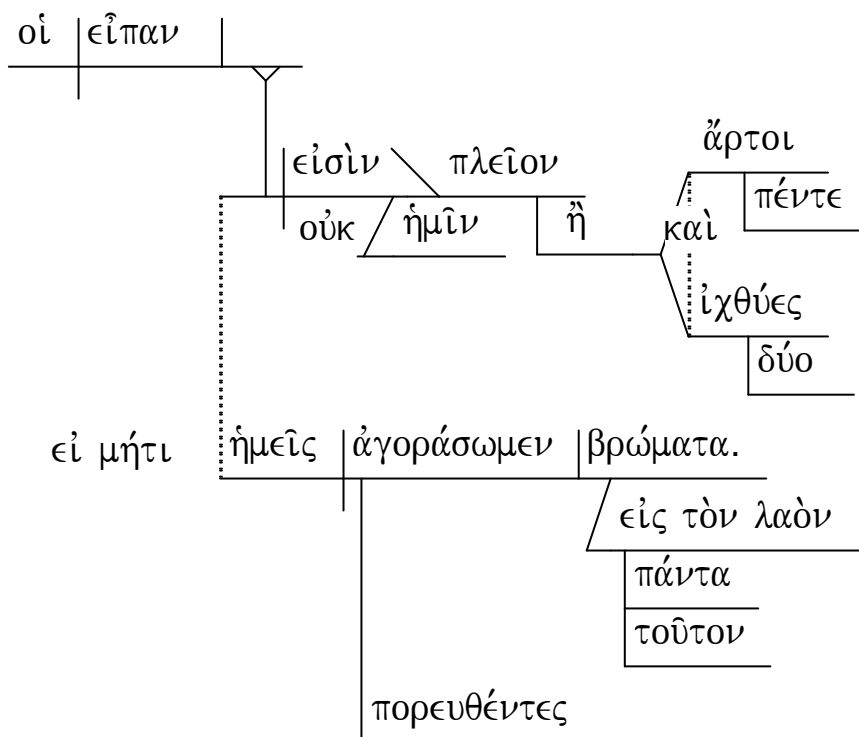 οἱ εἶπαν
ἄρτοι
εἰσὶν πλεῖον
πέντε
οὐκ ἡμῖν ἢ καὶ
ἰχθύες
δύο
εἰ μήτι ἡμεῖς ἀγοράσωμεν βρώματα.
εἰς τὸν λαὸν
πάντα
τοῦτον
πορευθέντες